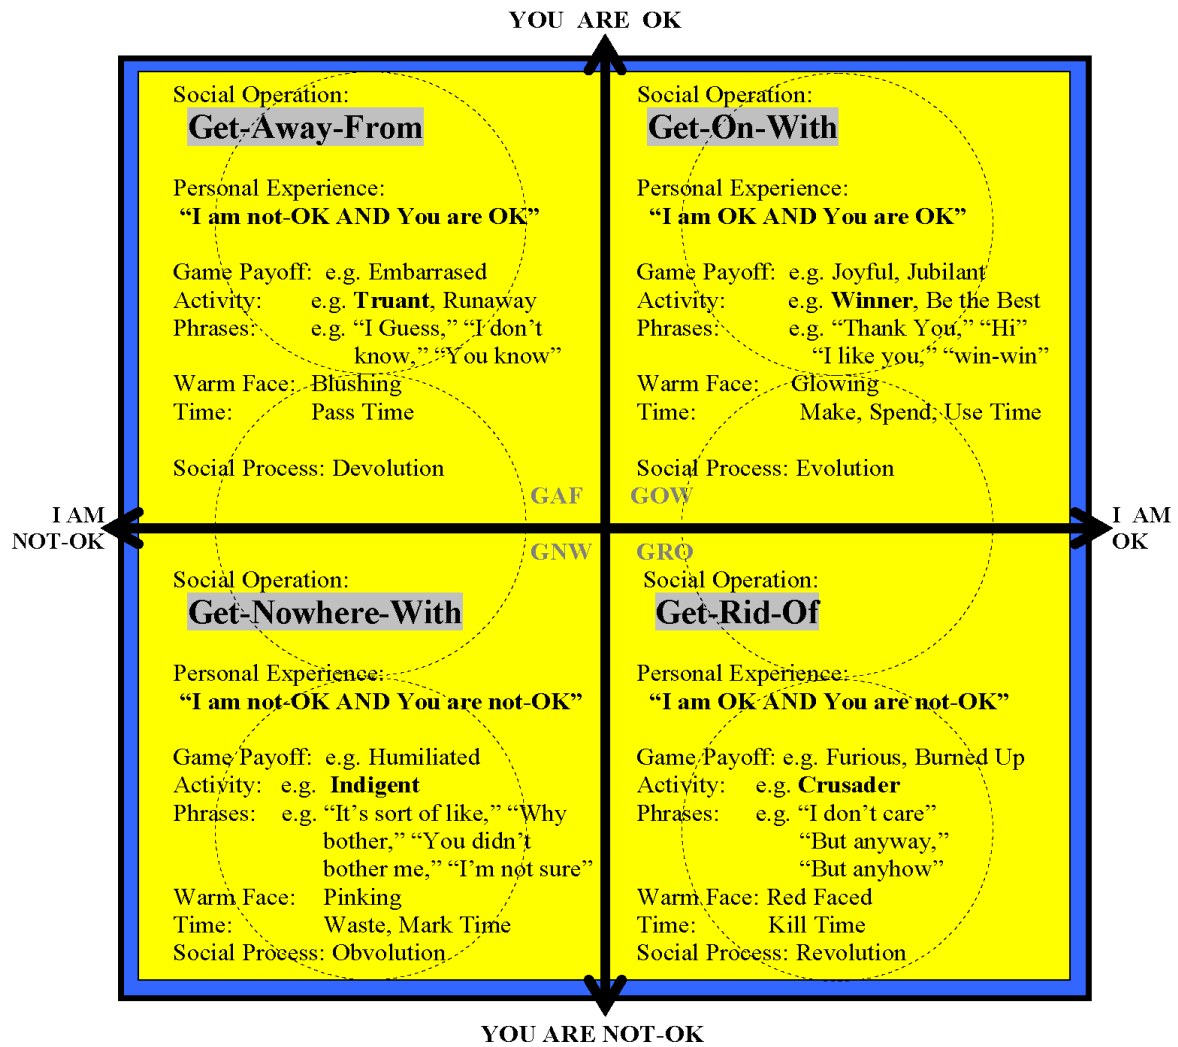 YOU ARE OK
Social Operation:
Get-Away-From
Personal Experience:
“I am not-OK AND You are OK”
Game Payoff: e.g. Embarrased
Activity: e.g. Truant, Runaway
Phrases: e.g. “I Guess,” “I don’t
know,” “You know”
Warm Face: Blushing
Time: Pass Time
Social Process: Devolution
GAF
Social Operation:
Get-On-With
Personal Experience:
“I am OK AND You are OK”
Game Payoff: e.g. Joyful, Jubilant
Activity: e.g. Winner, Be the Best
Phrases: e.g. “Thank You,” “Hi”
“I like you,” “win-win”
Warm Face: Glowing
Time: Make, Spend, Use Time
Social Process: Evolution
GOW
I AM
NOT-OK
I AM
OK
GNW
Social Operation:
Get-Nowhere-With
Personal Experience:
“I am not-OK AND You are not-OK”
Game Payoff: e.g. Humiliated
Activity: e.g. Indigent
Phrases: e.g. “It’s sort of like,” “Why
bother,” “You didn’t
bother me,” “I’m not sure”
Warm Face: Pinking
Time: Waste, Mark Time
Social Process: Obvolution
GRO
Social Operation:
Get-Rid-Of
Personal Experience:
“I am OK AND You are not-OK”
Game Payoff: e.g. Furious, Burned Up
Activity: e.g. Crusader
Phrases: e.g. “I don’t care”
“But anyway,”
“But anyhow”
Warm Face: Red Faced
Time: Kill Time
Social Process: Revolution
YOU ARE NOT-OK